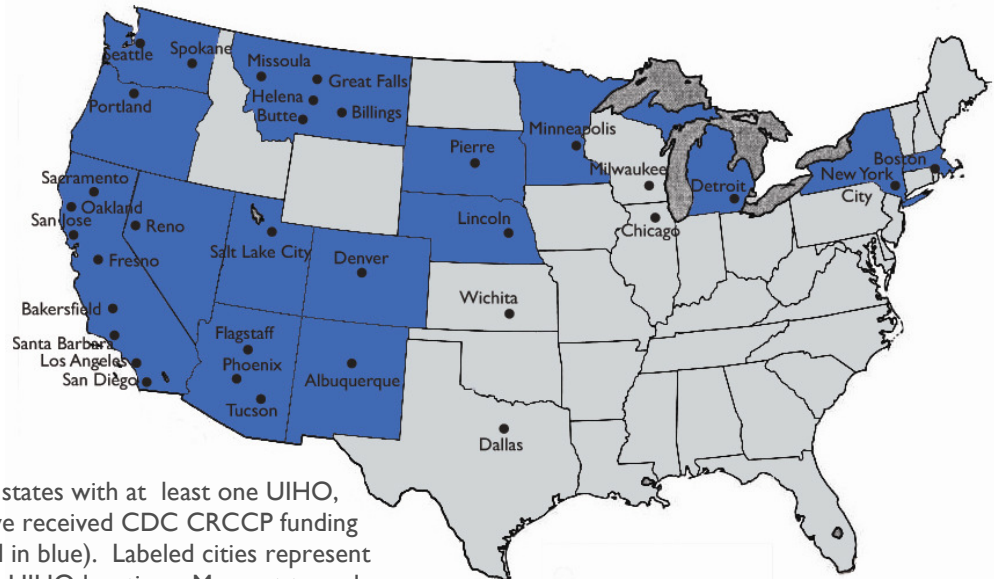 Seattle
Spokane
Missoula
Great Falls
Helena
Portland
Butte
Billings
Minneapolis
Pierre
Milwaukee
Boston
Sacramento
Detroit
New York
City
Oakland
San Jose
Reno
Lincoln
Chicago
Salt Lake City
Denver
Fresno
Wichita
Bakersfield
Flagstaff
Santa Barbara
Los Angeles
Phoenix
San Diego
Albuquerque
Tucson
Dallas
states with at least one UIHO,
received CDC CRCCP funding
in blue). Labeled cities represent
UIHO